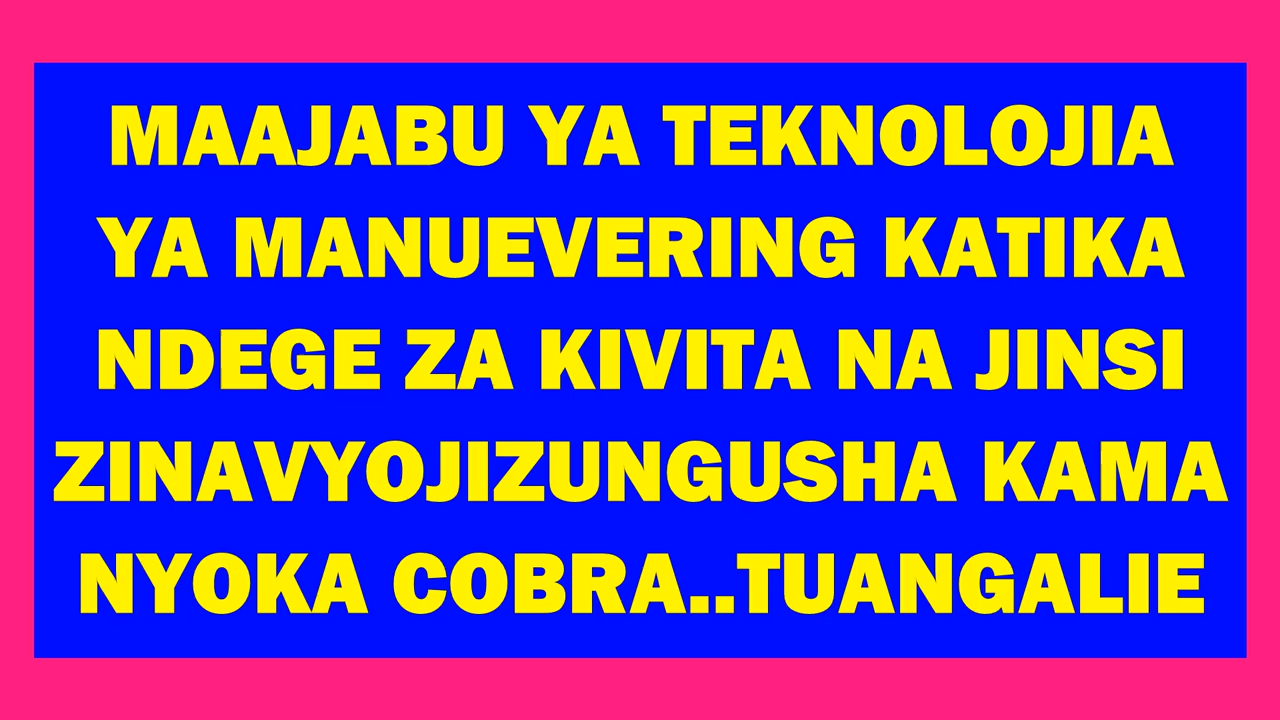 MAAJABU YA TEKNOLOJIA
YA MANUEVERING KATIKA
NDEGE ZA KIVITA NA JINSI
ZINAVYOJIZUNGUSHA KAMA
NYOKA COBRA..TUANGALIE